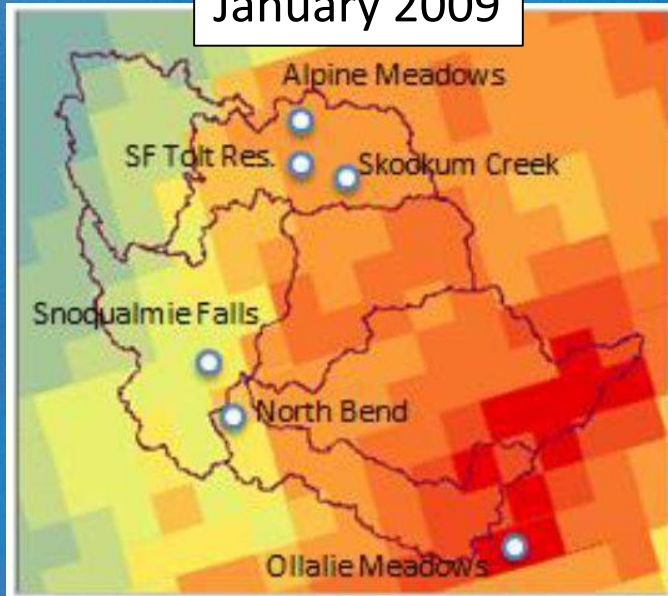 January 2009
Alpine Meadows
SF Tolt Res.
Skookum Creek
Snoqualmie Falls
North Bend
Ollalie Meadows